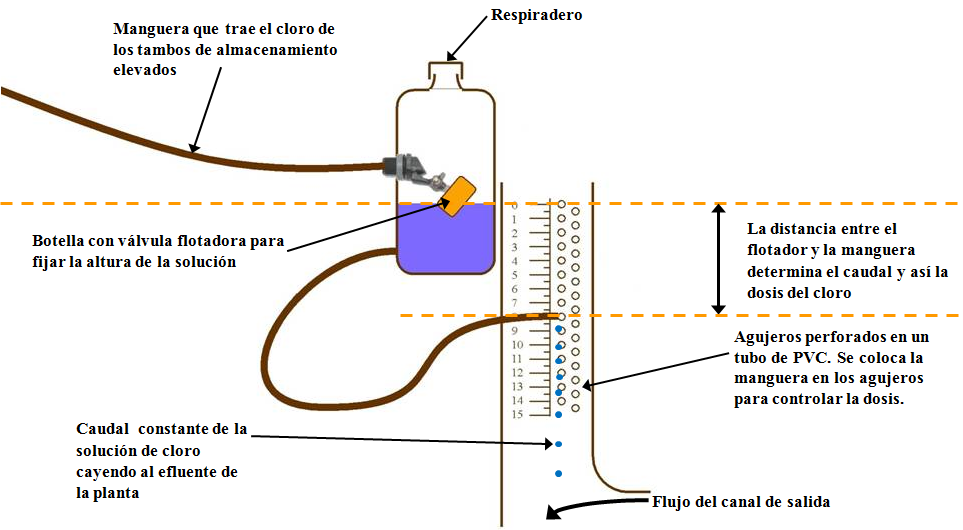 Respiradero
Manguera que trae el cloro de
los tambos de almacenamiento
elevados
Botella con válvula flotadora para
fijar la altura de la solución
0
1
2
3
4
5
6
7
9
10
11
12
13
14
15
La distancia entre el
flotador y la manguera
determina el caudal y así la
dosis del cloro
Agujeros perforados en un
tubo de PVC. Se coloca la
manguera en los agujeros
para controlar la dosis.
Caudal constante de la
solución de cloro
cayendo al efluente de
la planta
Flujo del canal de salida